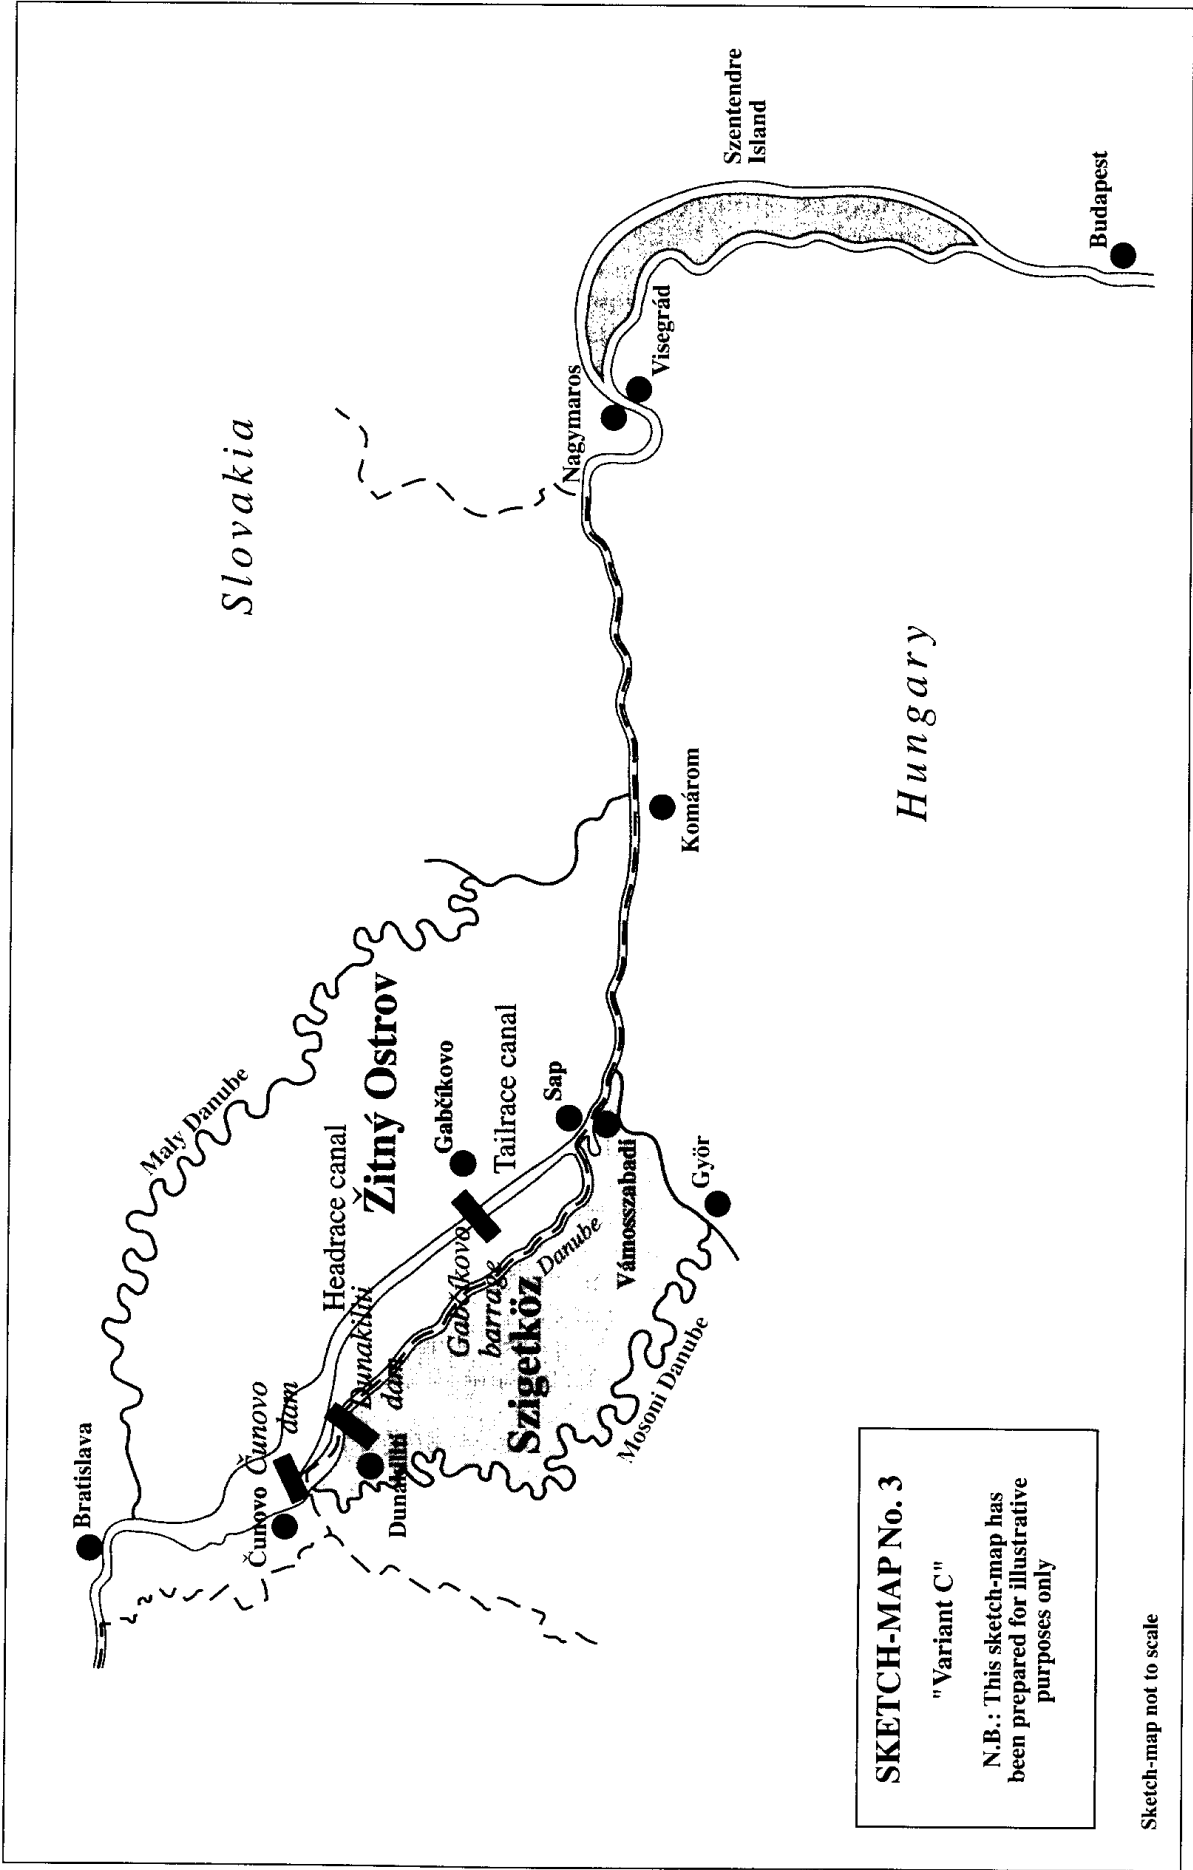 Slovakia
Hungary
Bratislava
Maly Danube
Čunovo
Čunovo
dam
Headrace canal
Žitný Ostrov
Dunakiliti
dam
Dunakiliti
Gabčíkovo
Gabčíkovo
barrage
Tailrace canal
Szigetköz
Danube
Sap
Vámosszabadi
Mosoni Danube
Györ
Komárom
Nagymaros
Visegrád
Szentendre
Island
Budapest
SKETCH-MAP No. 3
"Variant C"
N.B.: This sketch-map has
been prepared for illustrative
purposes only
Sketch-map not to scale